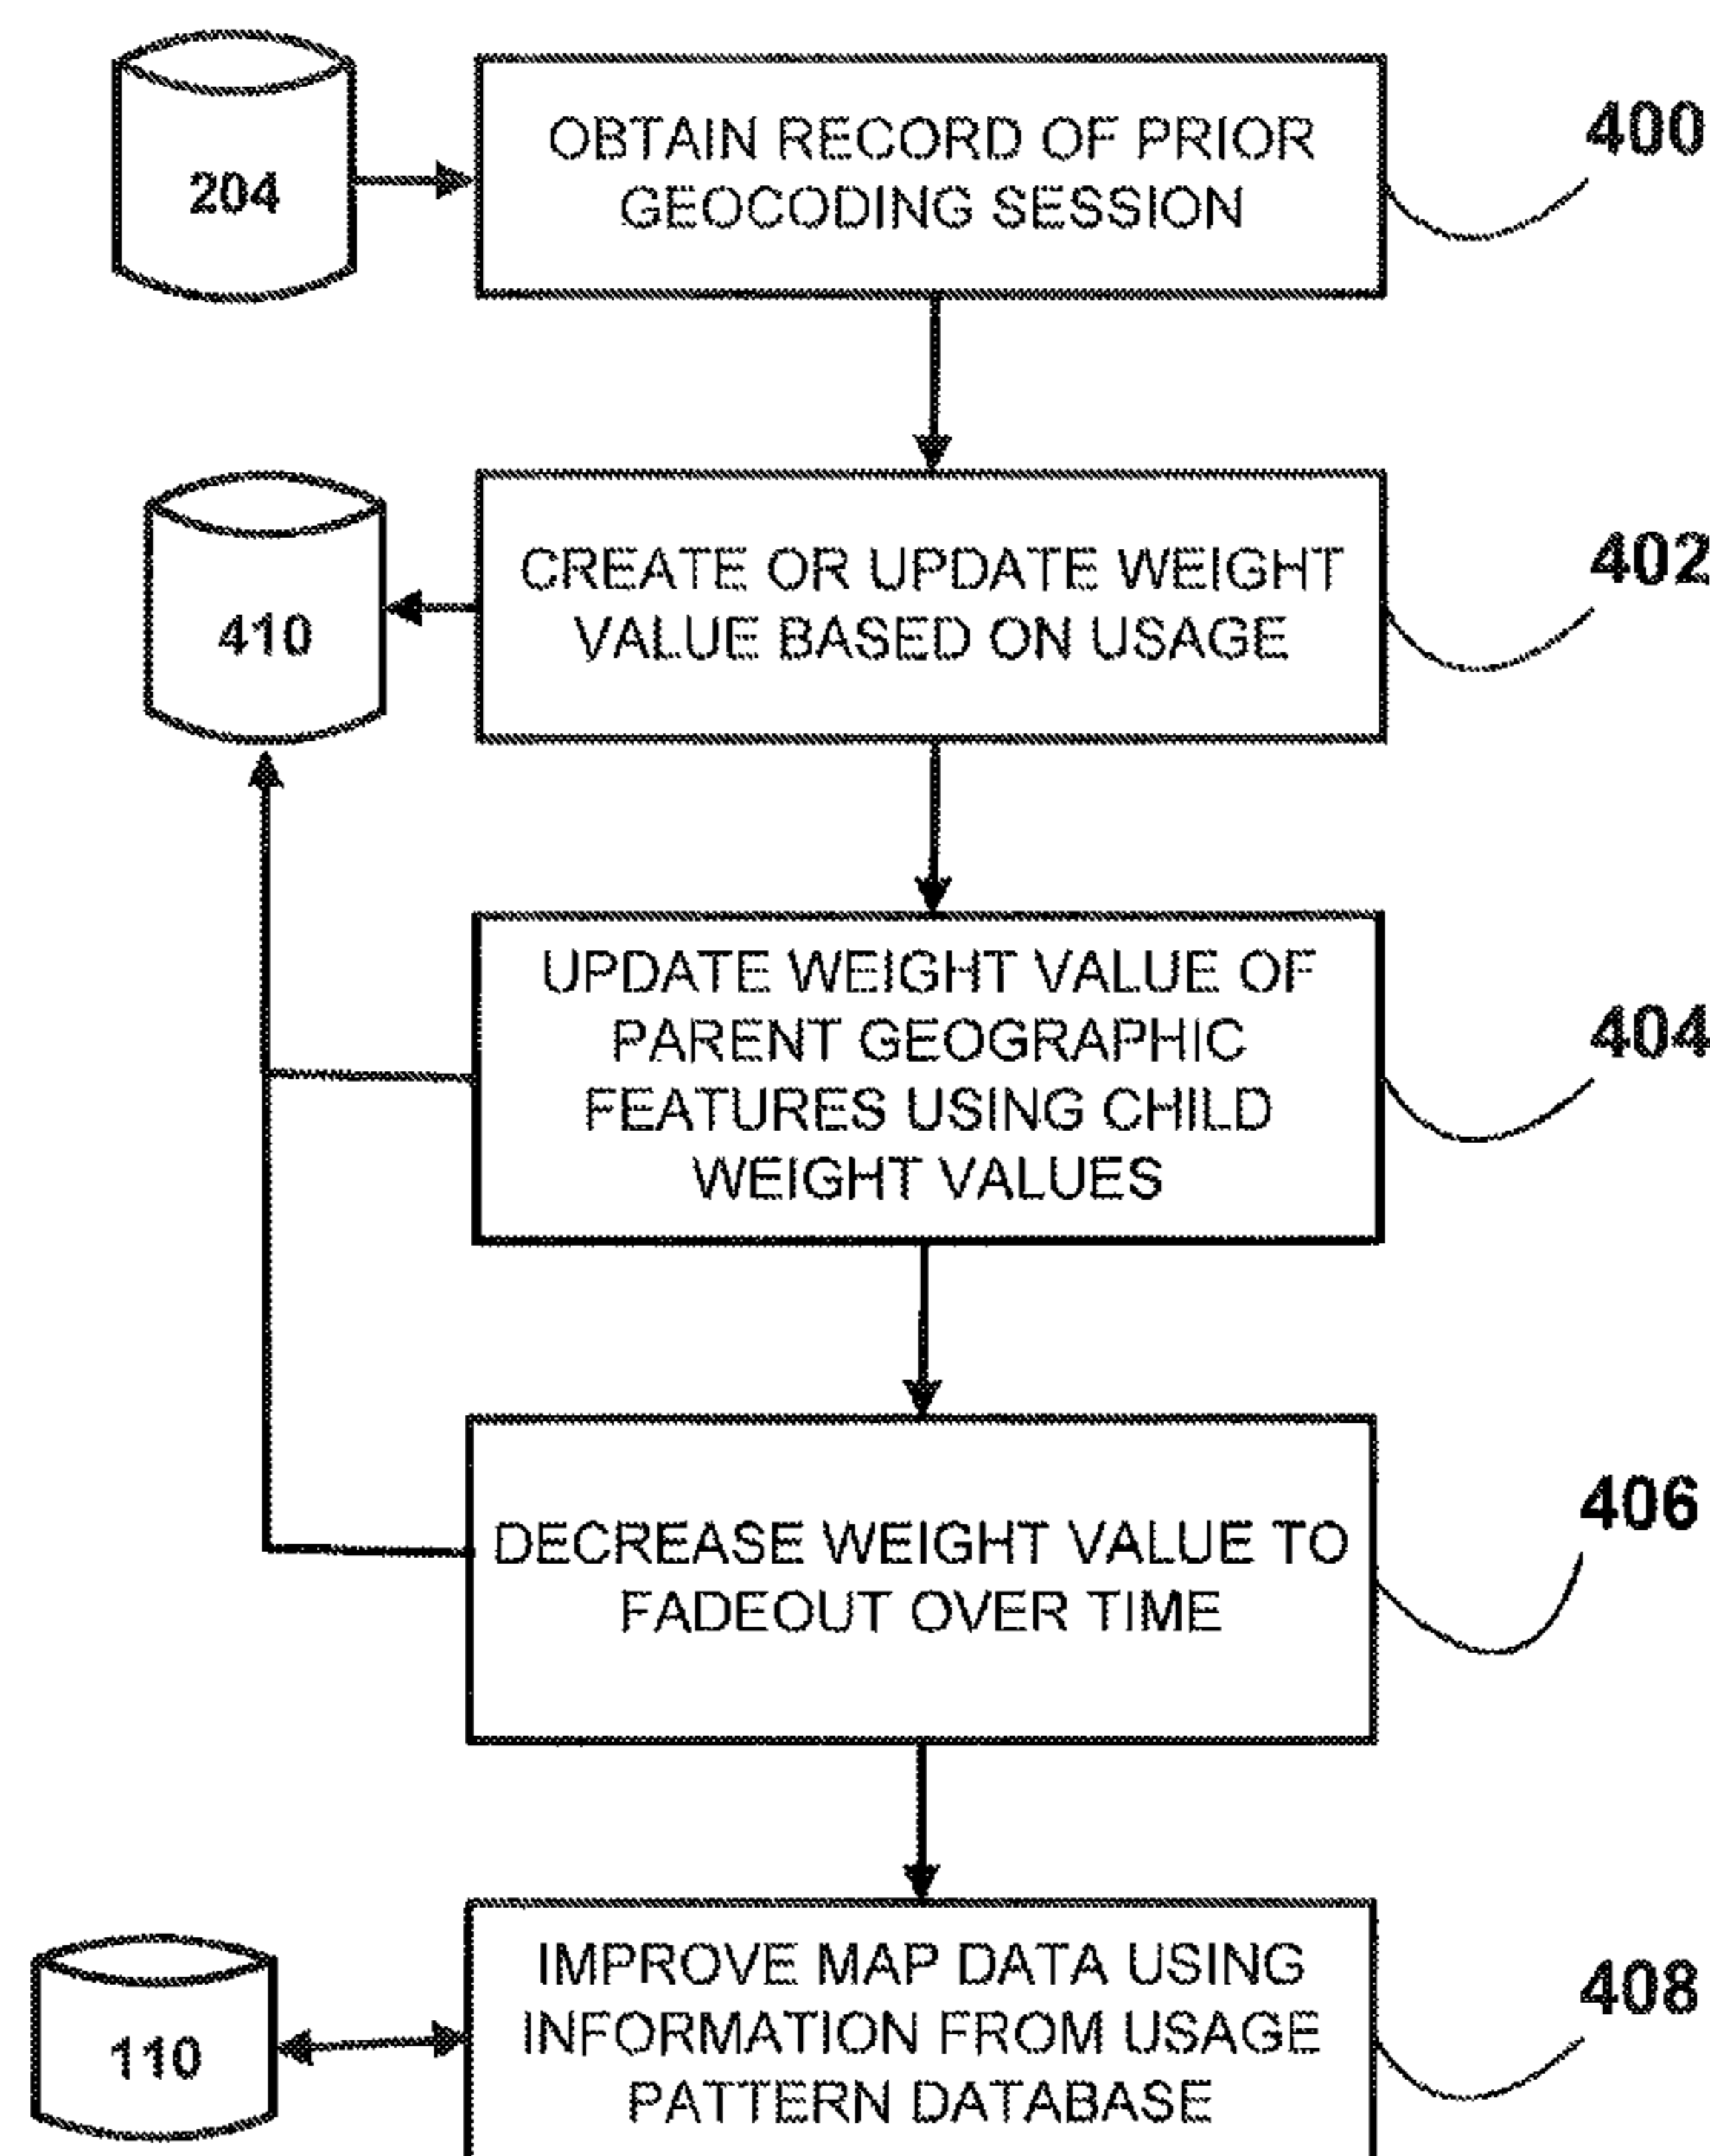 204
OBTAIN RECORD OF PRIOR
GEOCODING SESSION
400
410
CREATE OR UPDATE WEIGHT
VALUE BASED ON USAGE
402
UPDATE WEIGHT VALUE OF
PARENT GEOGRAPHIC
FEATURES USING CHILD
WEIGHT VALUES
404
DECREASE WEIGHT VALUE TO
FADEOUT OVER TIME
406
110
IMPROVE MAP DATA USING
INFORMATION FROM USAGE
PATTERN DATABASE
408